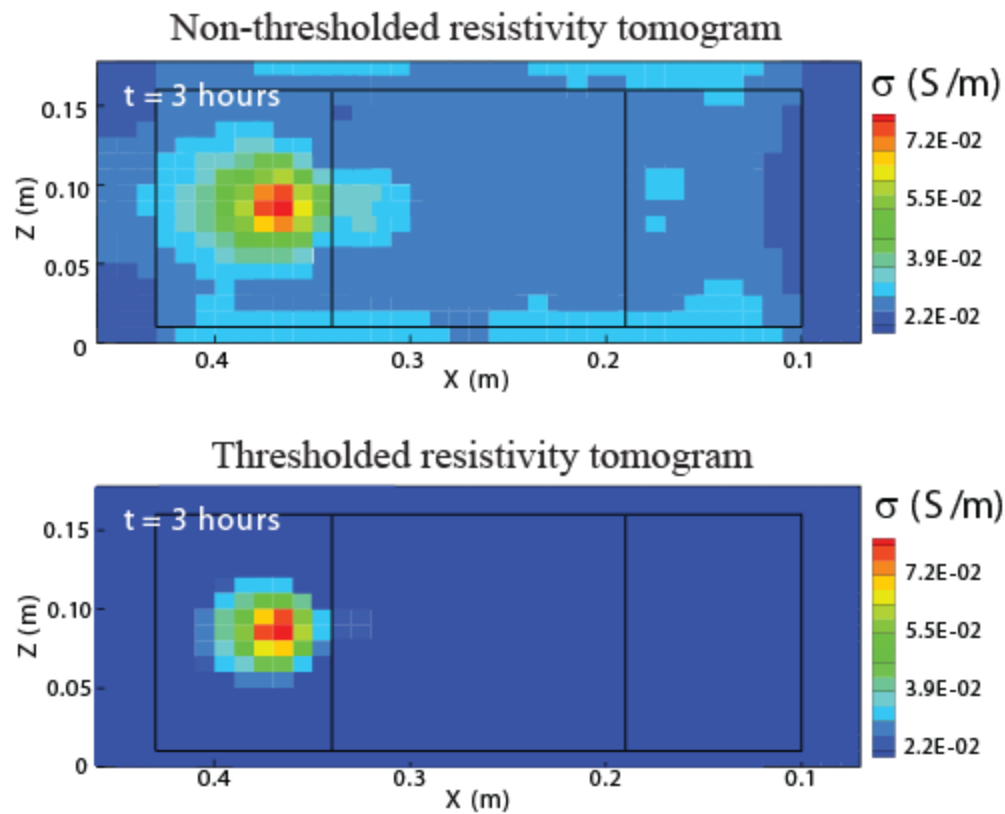 Non-thresholded resistivity tomogram
t = 3 hours
σ (S/m)
0.15
0.10
0.05
0
Z (m)
7.2E-02
5.5E-02
3.9E-02
2.2E-02
0.4
0.3
0.2
0.1
X (m)
Thresholded resistivity tomogram
t = 3 hours
σ (S/m)
0.15
0.10
0.05
0
Z (m)
7.2E-02
5.5E-02
3.9E-02
2.2E-02
0.4
0.3
0.2
0.1
X (m)